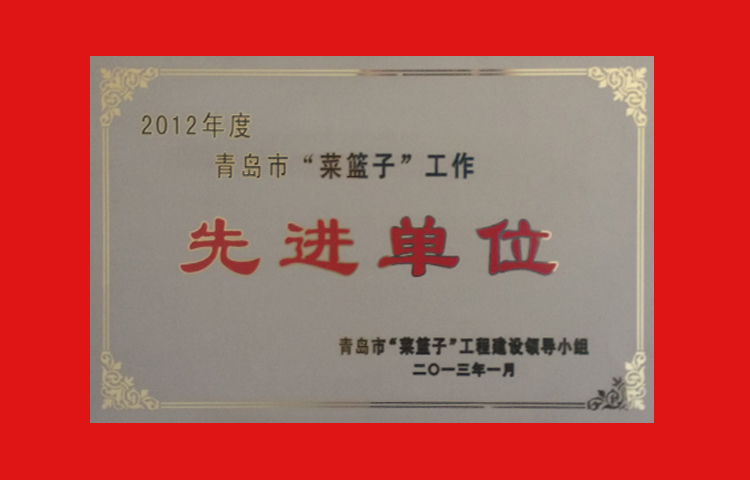 2012年度
青岛市“菜篮子”工作
先进单位
青岛市“菜篮子”工程建设领导小组
二〇一三年一月